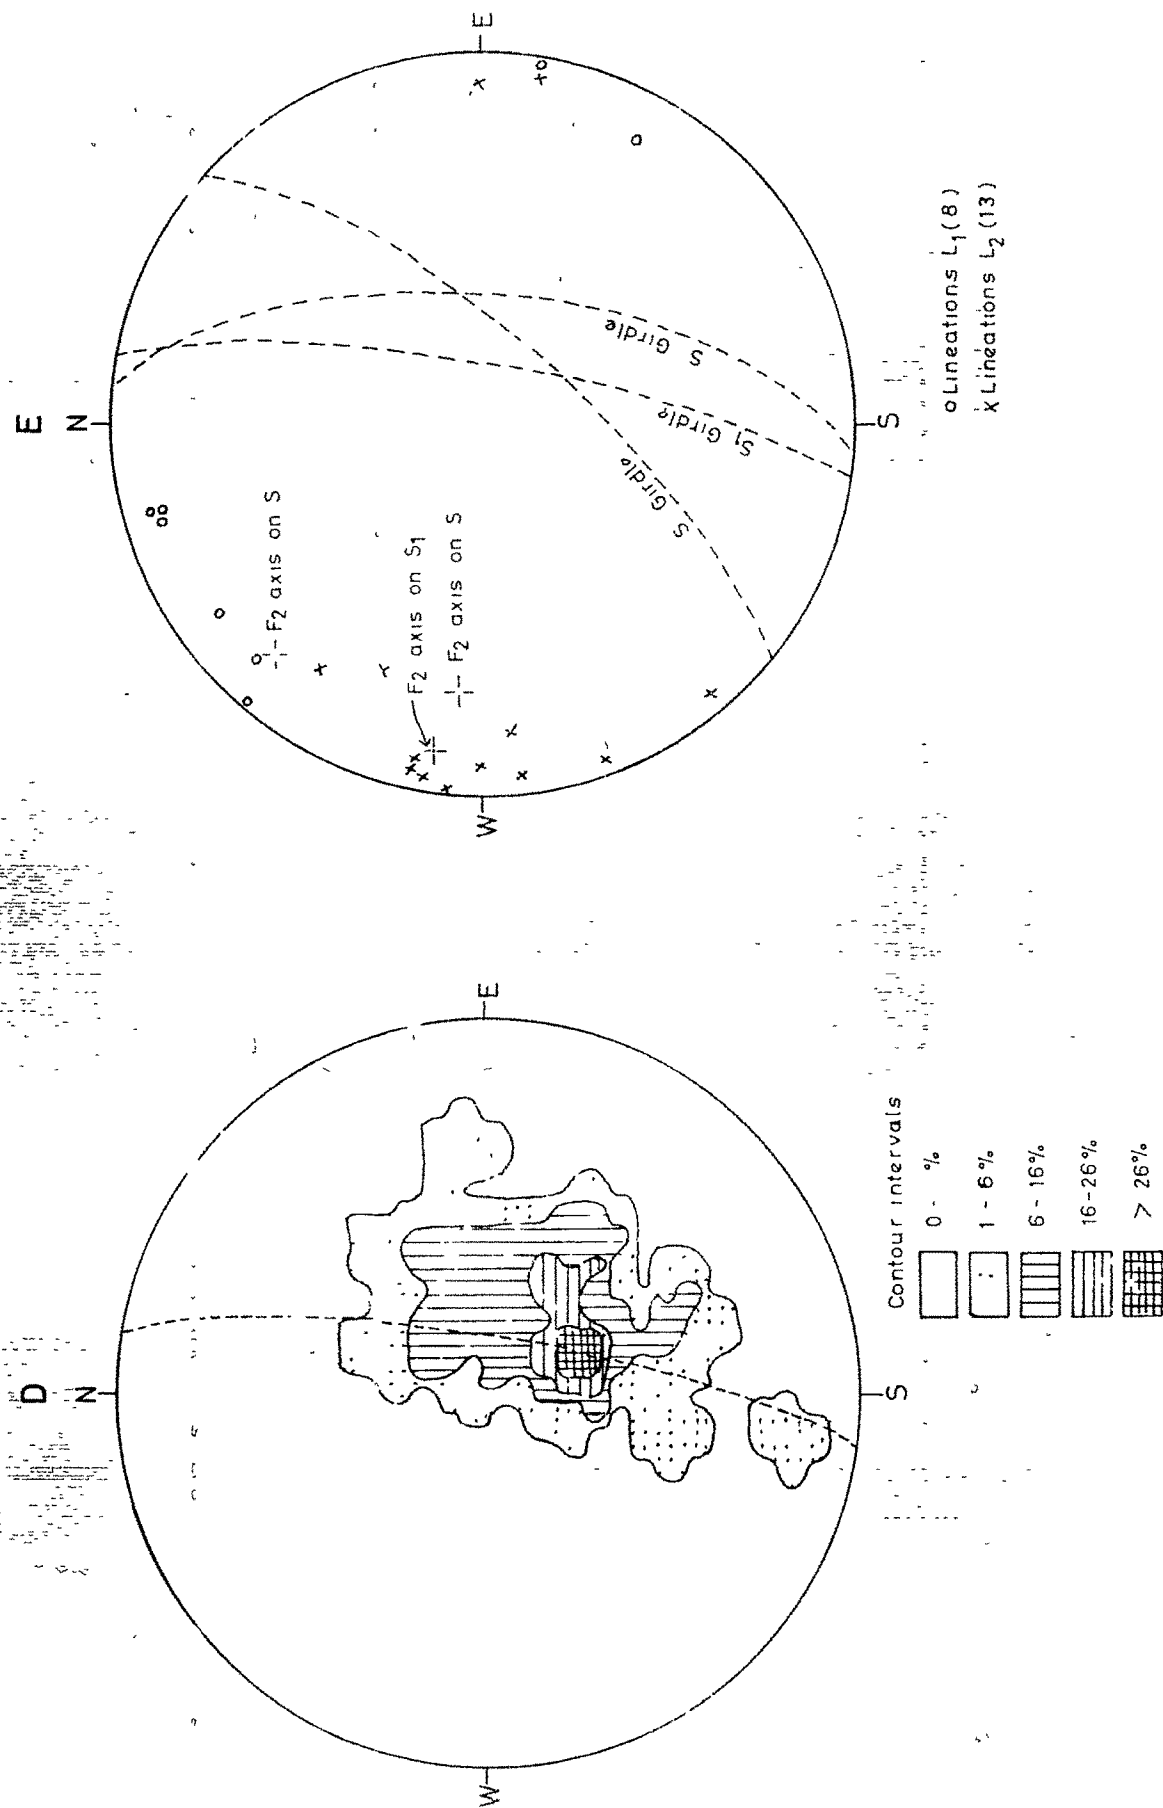 D
N
E
S
W
Contour intervals
0 - %
1 - 6%
6 - 16%
16-26%
> 26%
E
N
E
S
W
F2 axis on S
F2 axis on S1
F2 axis on S
S Girdle
S1 Girdle
S Girdle
o Lineations L1 (8)
x Lineations L2 (13)